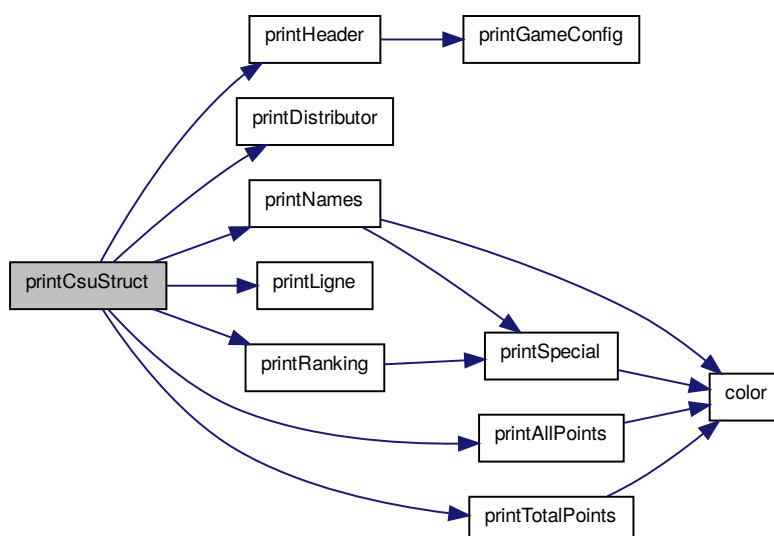 printHeader
printGameConfig
printDistributor
printNames
printCsuStruct
printLigne
printRanking
printSpecial
color
printAllPoints
printTotalPoints